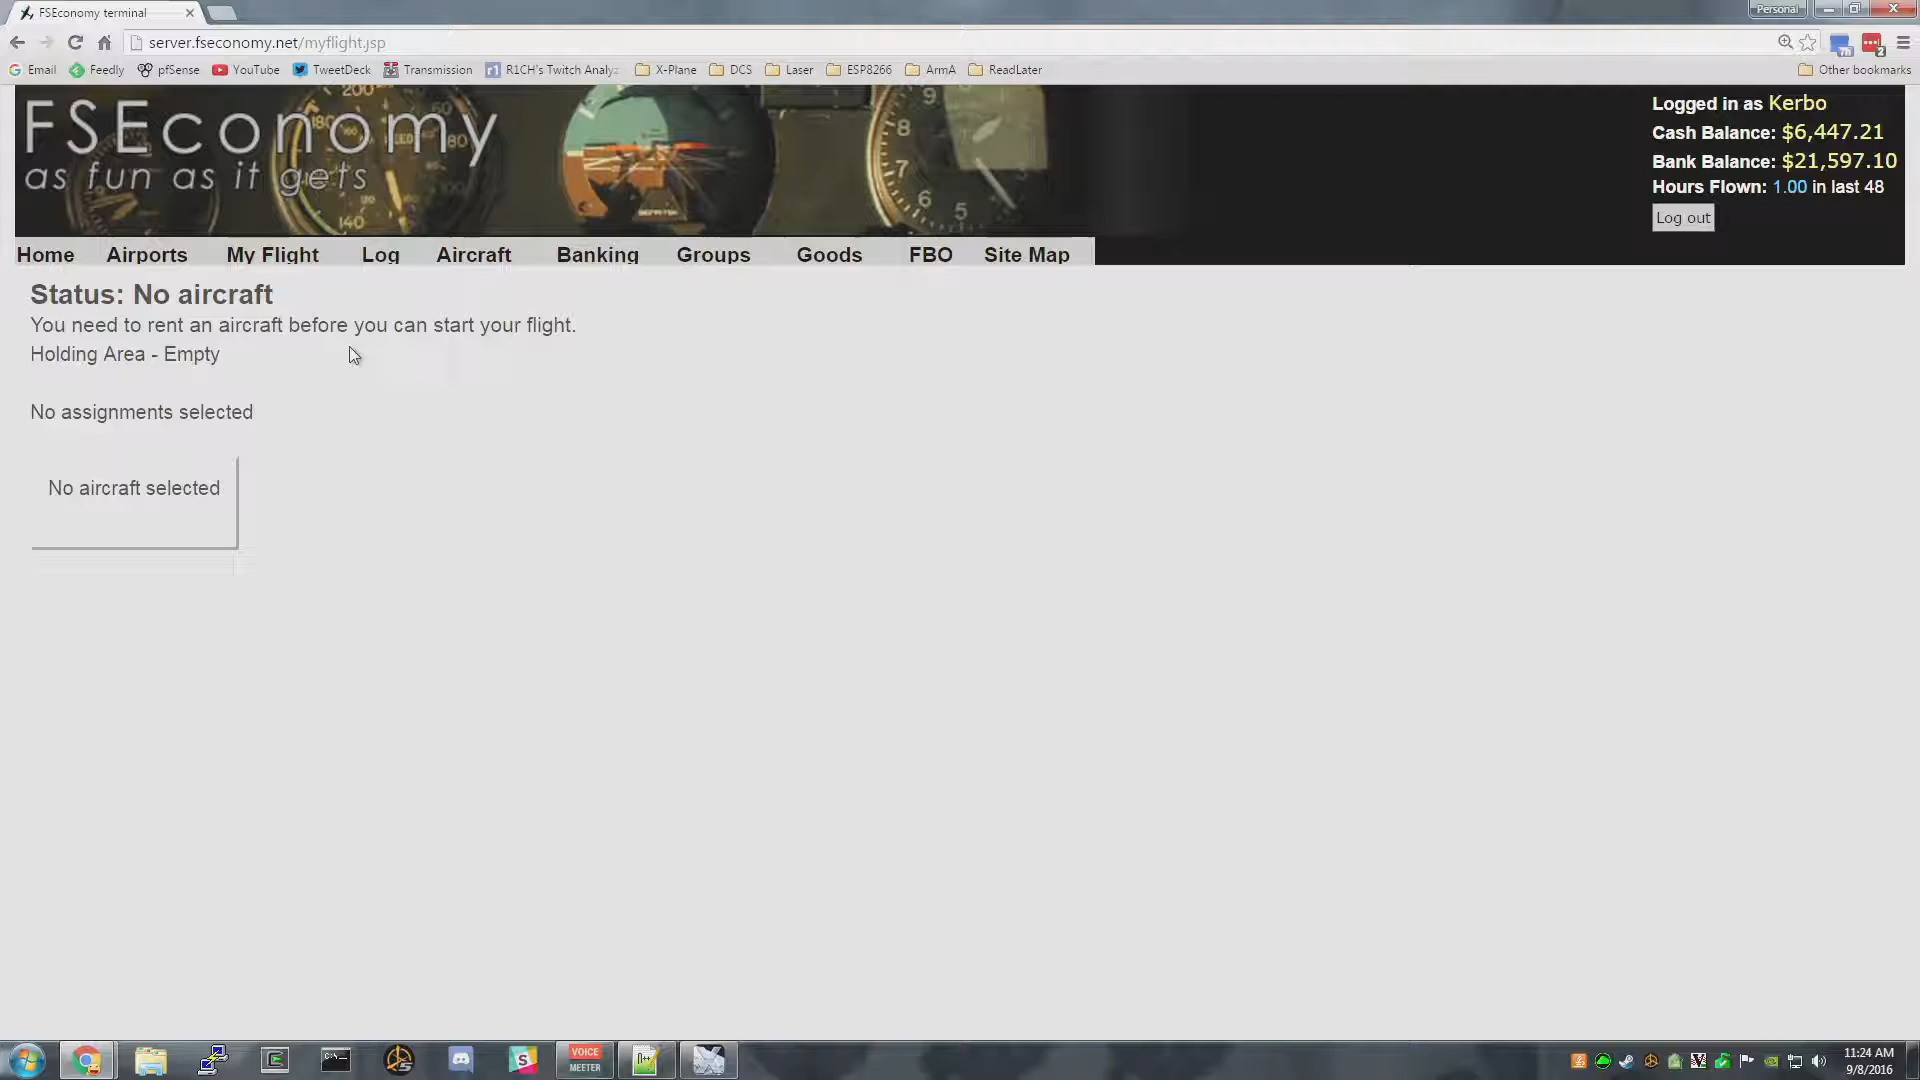 FSEconomy terminal
Personal
server.fseconomy.net/myflight.jsp
Email Feedly pfSense YouTube TweetDeck Transmission R1CH's Twitch Analyz X-Plane DCS Laser ESP8266 ArmA ReadLater Other bookmarks
FSEconomy
as fun as it gets
Logged in as Kerbo
Cash Balance: $6,447.21
Bank Balance: $21,597.10
Hours Flown: 1.00 in last 48
Log out
Home Airports My Flight Log Aircraft Banking Groups Goods FBO Site Map
Status: No aircraft
You need to rent an aircraft before you can start your flight.
Holding Area - Empty
No assignments selected
No aircraft selected
VOICE
MEETER
11:24 AM
9/8/2016